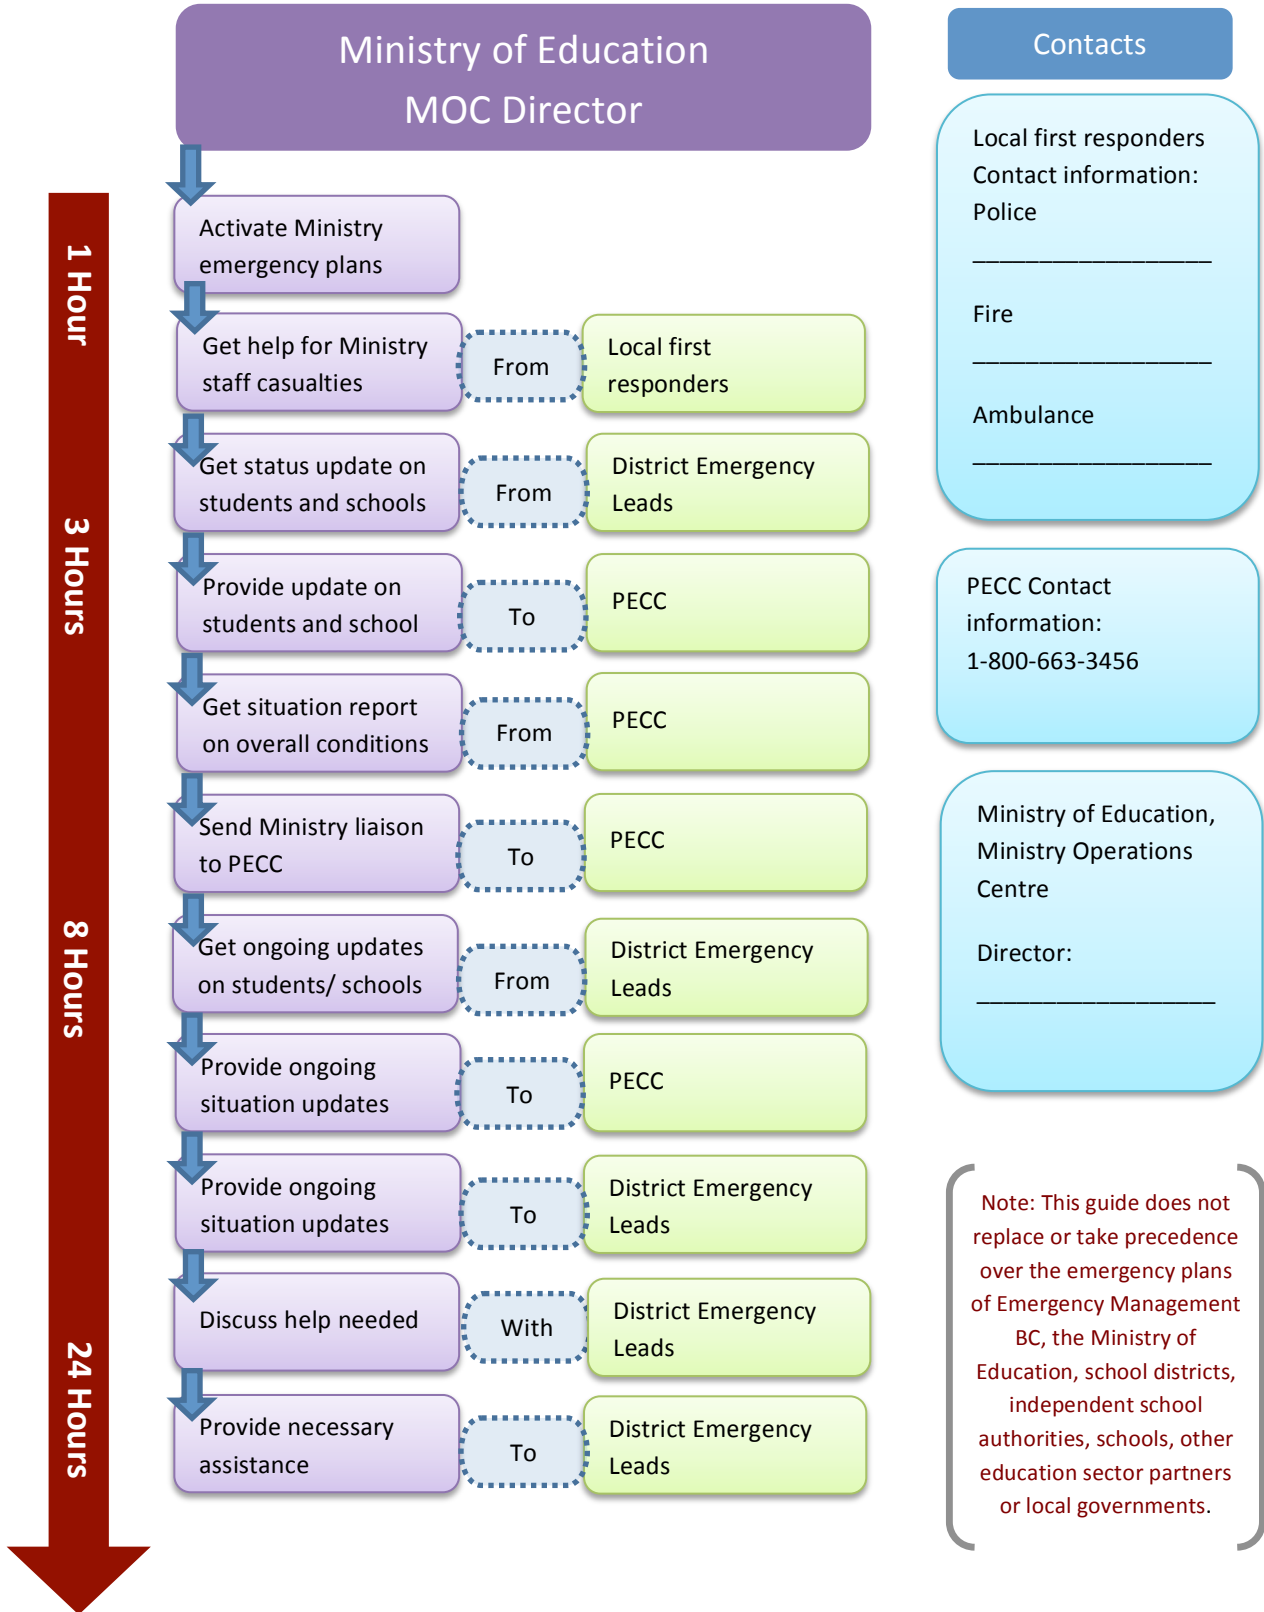 Ministry of Education
MOC Director
Contacts
1 Hour
3 Hours
8 Hours
24 Hours
Activate Ministry
emergency plans
Get help for Ministry
staff casualties
From
Local first
responders
Get status update on
students and schools
From
District Emergency
Leads
Provide update on
students and school
To
PECC
Get situation report
on overall conditions
From
PECC
Send Ministry liaison
to PECC
To
PECC
Get ongoing updates
on students/ schools
From
District Emergency
Leads
Provide ongoing
situation updates
To
PECC
Provide ongoing
situation updates
To
District Emergency
Leads
Discuss help needed
With
District Emergency
Leads
Provide necessary
assistance
To
District Emergency
Leads
Local first responders
Contact information:
Police
__________________
Fire
__________________
Ambulance
__________________
PECC Contact
information:
1-800-663-3456
Ministry of Education,
Ministry Operations
Centre
Director:
__________________
Note: This guide does not
replace or take precedence
over the emergency plans
of Emergency Management
BC, the Ministry of
Education, school districts,
independent school
authorities, schools, other
education sector partners
or local governments.